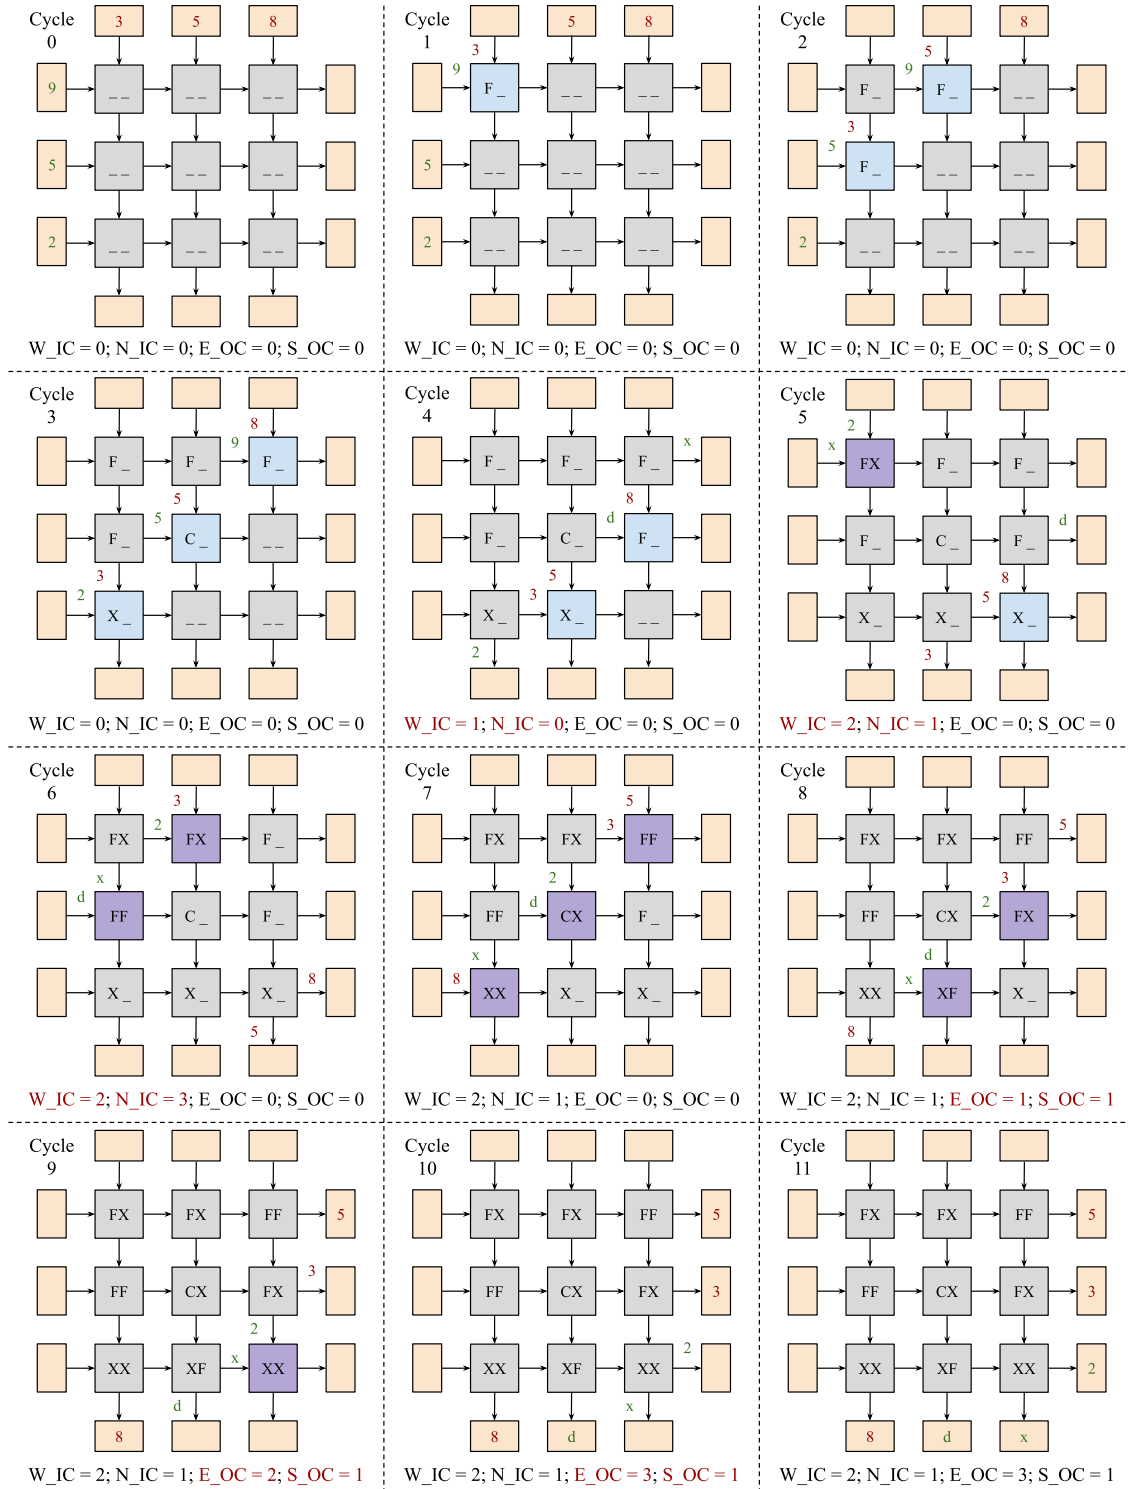 Cycle 3 5 8
0
9 _ _ _ _ _ _
5 _ _ _ _ _ _
2 _ _ _ _ _ _
W_IC = 0; N_IC = 0; E_OC = 0; S_OC = 0
Cycle 5 8
1
3
9
F _ _ _ _ _
5 _ _ _ _ _ _
2 _ _ _ _ _ _
W_IC = 0; N_IC = 0; E_OC = 0; S_OC = 0
Cycle 8
2
5
9
F _ F _ _ _
3
5
F _ _ _ _ _
2 _ _ _ _ _ _
W_IC = 0; N_IC = 0; E_OC = 0; S_OC = 0
Cycle
3
8
9
F _ F _ F _
5
5
F _ C _ _ _
3
2
X _ _ _ _ _
W_IC = 0; N_IC = 0; E_OC = 0; S_OC = 0
Cycle
4
x
F _ F _ F _
8
d
F _ C _ F _
5
3
X _ X _ _ _
2
W_IC = 1; N_IC = 0; E_OC = 0; S_OC = 0
Cycle
5
2
x
FX F _ F _
d
F _ C _ F _
8
5
X _ X _ X _
3
W_IC = 2; N_IC = 1; E_OC = 0; S_OC = 0
Cycle
6
3
2
FX FX F _
x
d
FF C _ F _
8
X _ X _ X _
5
W_IC = 2; N_IC = 3; E_OC = 0; S_OC = 0
Cycle
7
5
3
FX FX FF
2
d
FF CX F _
x
8
XX X _ X _
W_IC = 2; N_IC = 1; E_OC = 0; S_OC = 0
Cycle
8
5
FX FX FF
3
2
FF CX FX
d
x
XX XF X _
8
W_IC = 2; N_IC = 1; E_OC = 1; S_OC = 1
Cycle
9
FX FX FF 5
3
FF CX FX
2
x
XX XF XX
d
8
W_IC = 2; N_IC = 1; E_OC = 2; S_OC = 1
Cycle
10
FX FX FF 5
FF CX FX 3
2
XX XF XX
x
8 d
W_IC = 2; N_IC = 1; E_OC = 3; S_OC = 1
Cycle
11
FX FX FF 5
FF CX FX 3
XX XF XX 2
8 d x
W_IC = 2; N_IC = 1; E_OC = 3; S_OC = 1